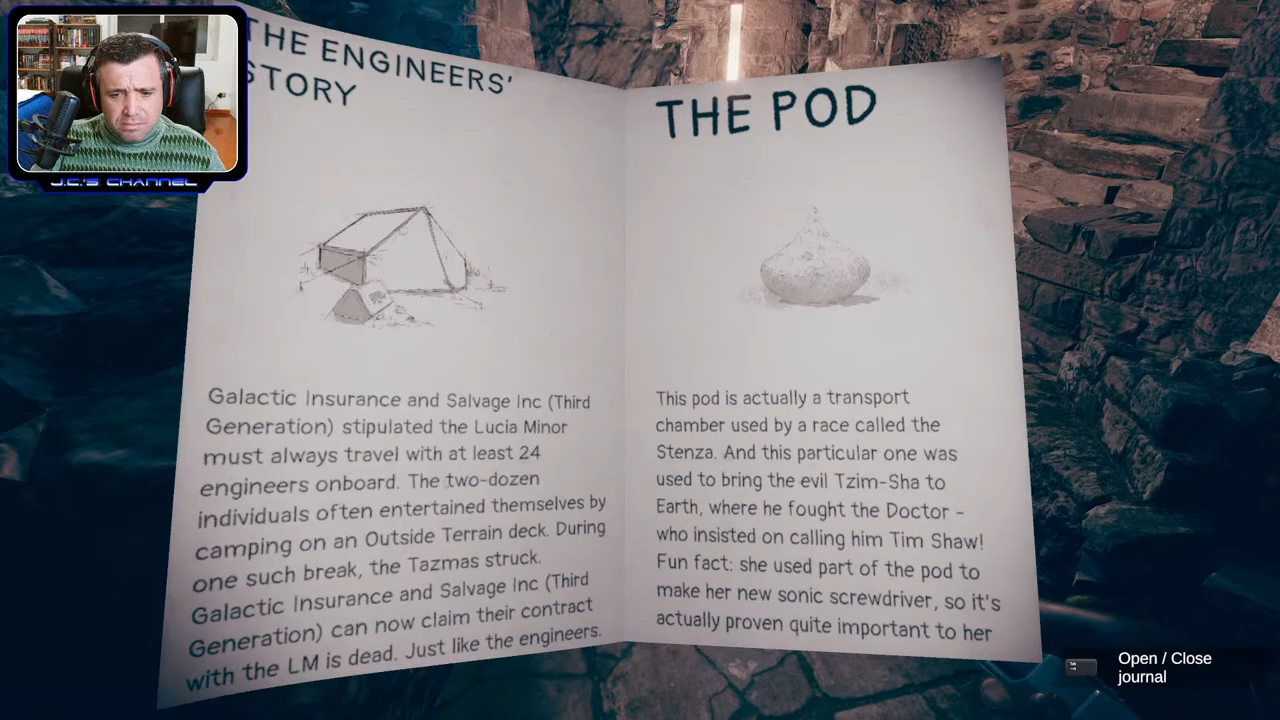 THE ENGINEERS'
STORY
Galactic Insurance and Salvage Inc (Third
Generation) stipulated the Lucia Minor
must always travel with at least 24
engineers onboard. The two-dozen
individuals often entertained themselves by
camping on an Outside Terrain deck. During
one such break, the Tazmas struck.
Galactic Insurance and Salvage Inc (Third
Generation) can now claim their contract
with the LM is dead. Just like the engineers.
THE POD
This pod is actually a transport
chamber used by a race called the
Stenza. And this particular one was
used to bring the evil Tzim-Sha to
Earth, where he fought the Doctor -
who insisted on calling him Tim Shaw!
Fun fact: she used part of the pod to
make her new sonic screwdriver, so it's
actually proven quite important to her
J.C.'S CHANNEL
Tab
Open / Close
journal